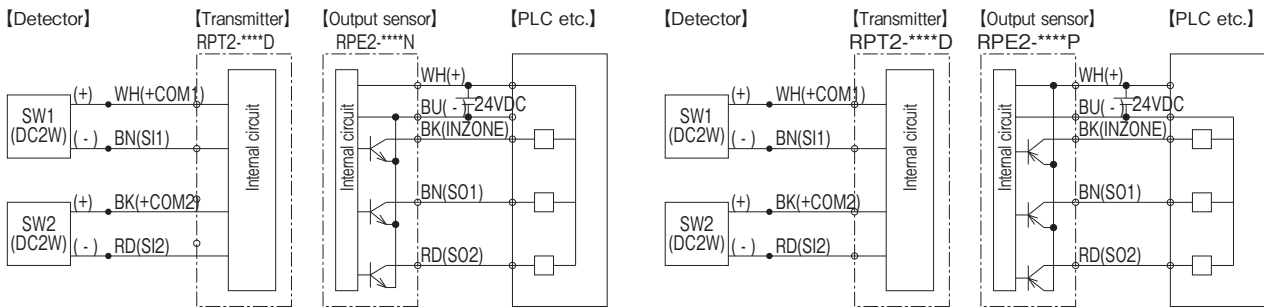 【Detector】 【Transmitter】 【Output sensor】 【PLC etc.】
RPT2-****D RPE2-****N
SW1
(DC2W)
(+) WH(+COM1)
(-) BN(SI1)
SW2
(DC2W)
(+) BK(+COM2)
(-) RD(SI2)
Internal circuit
Internal circuit
WH(+)
BU(-) 24VDC
BK(INZONE)
BN(SO1)
RD(SO2)
【Detector】 【Transmitter】 【Output sensor】 【PLC etc.】
RPT2-****D RPE2-****P
SW1
(DC2W)
(+) WH(+COM1)
(-) BN(SI1)
SW2
(DC2W)
(+) BK(+COM2)
(-) RD(SI2)
Internal circuit
Internal circuit
WH(+)
BU(-) 24VDC
BK(INZONE)
BN(SO1)
RD(SO2)